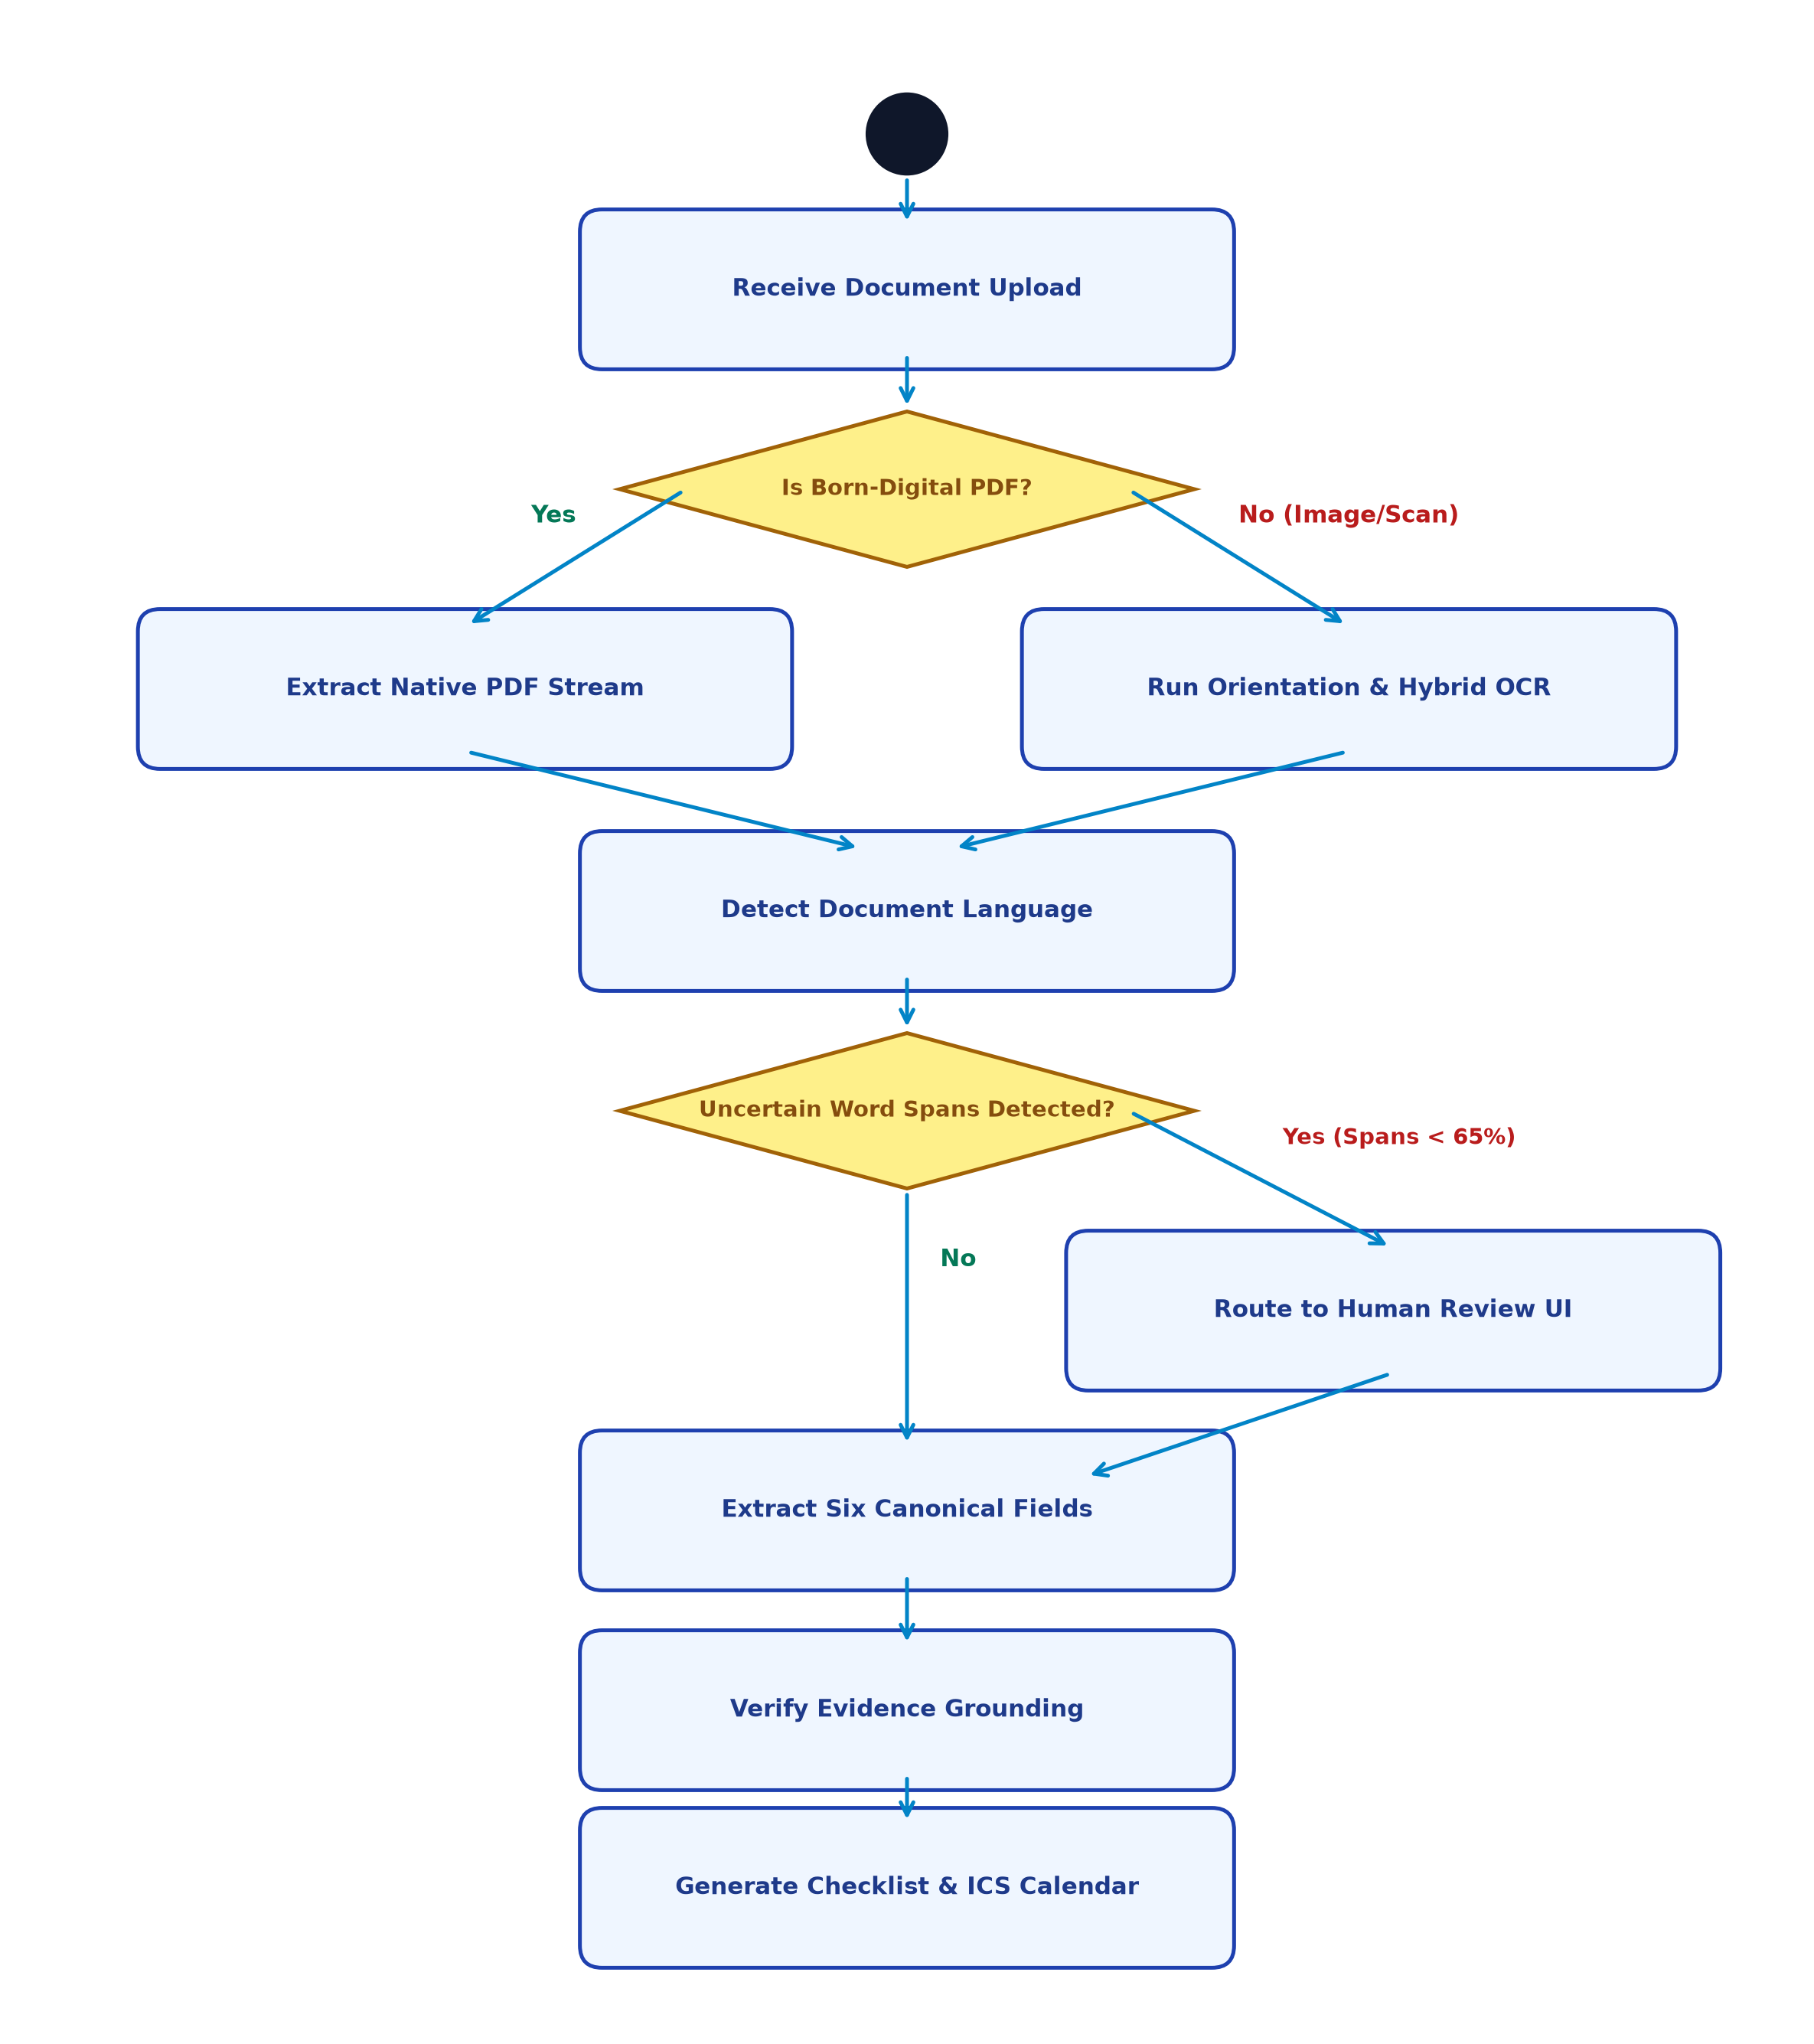 Receive Document Upload
Is Born-Digital PDF?
Yes
No (Image/Scan)
Extract Native PDF Stream
Run Orientation & Hybrid OCR
Detect Document Language
Uncertain Word Spans Detected?
Yes (Spans < 65%)
No
Route to Human Review UI
Extract Six Canonical Fields
Verify Evidence Grounding
Generate Checklist & ICS Calendar